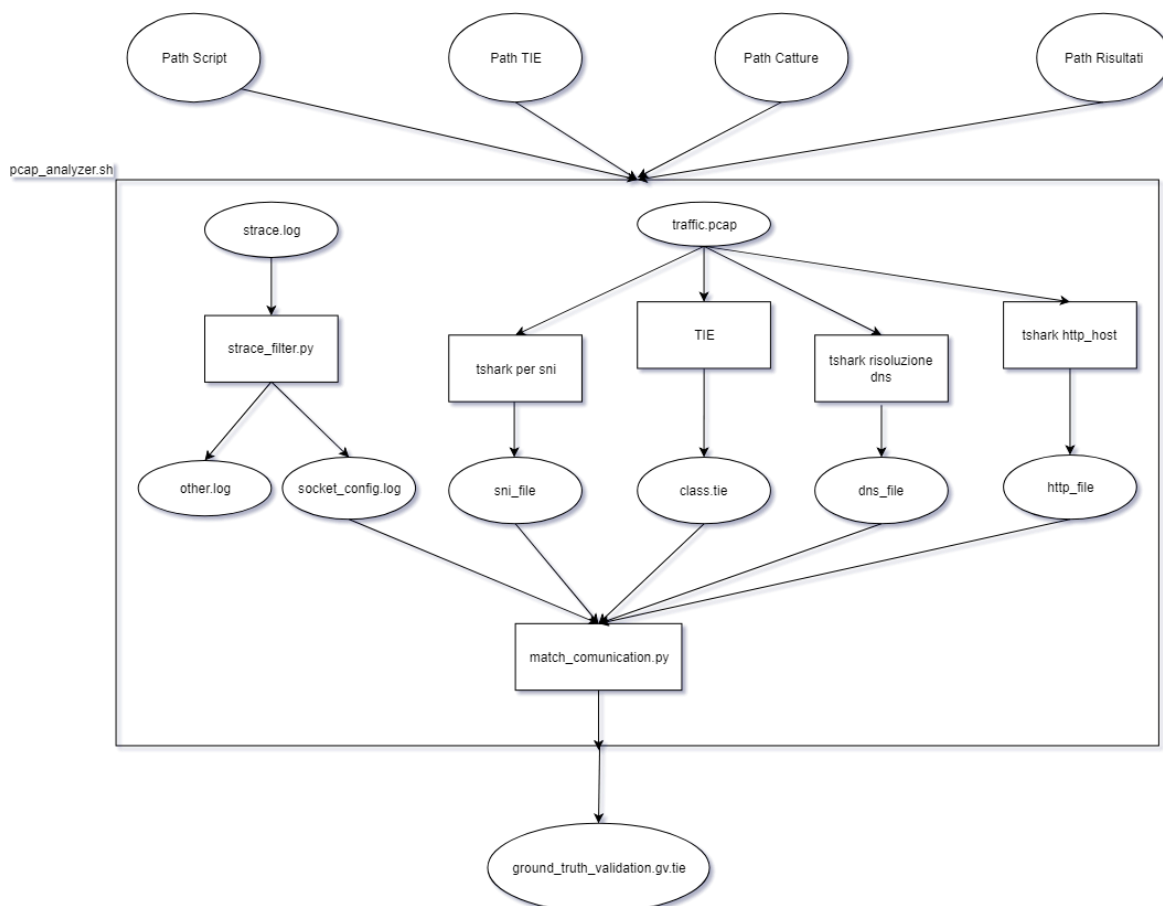 Path Script
Path TIE
Path Catture
Path Risultati
pcap_analyzer.sh
strace.log
traffic.pcap
strace_filter.py
tshark per sni
TIE
tshark risoluzione
dns
tshark http_host
other.log
socket_config.log
sni_file
class.tie
dns_file
http_file
match_comunication.py
ground_truth_validation.gv.tie